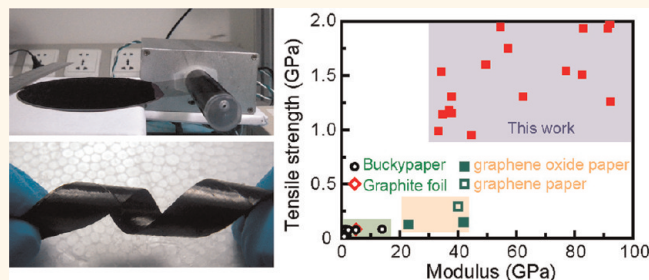 2.0
1.5
1.0
0.5
0
0 20 40 60 80 100
Tensile strength (GPa)
Modulus (GPa)
This work
Buckypaper graphene oxide paper
Graphite foil graphene paper